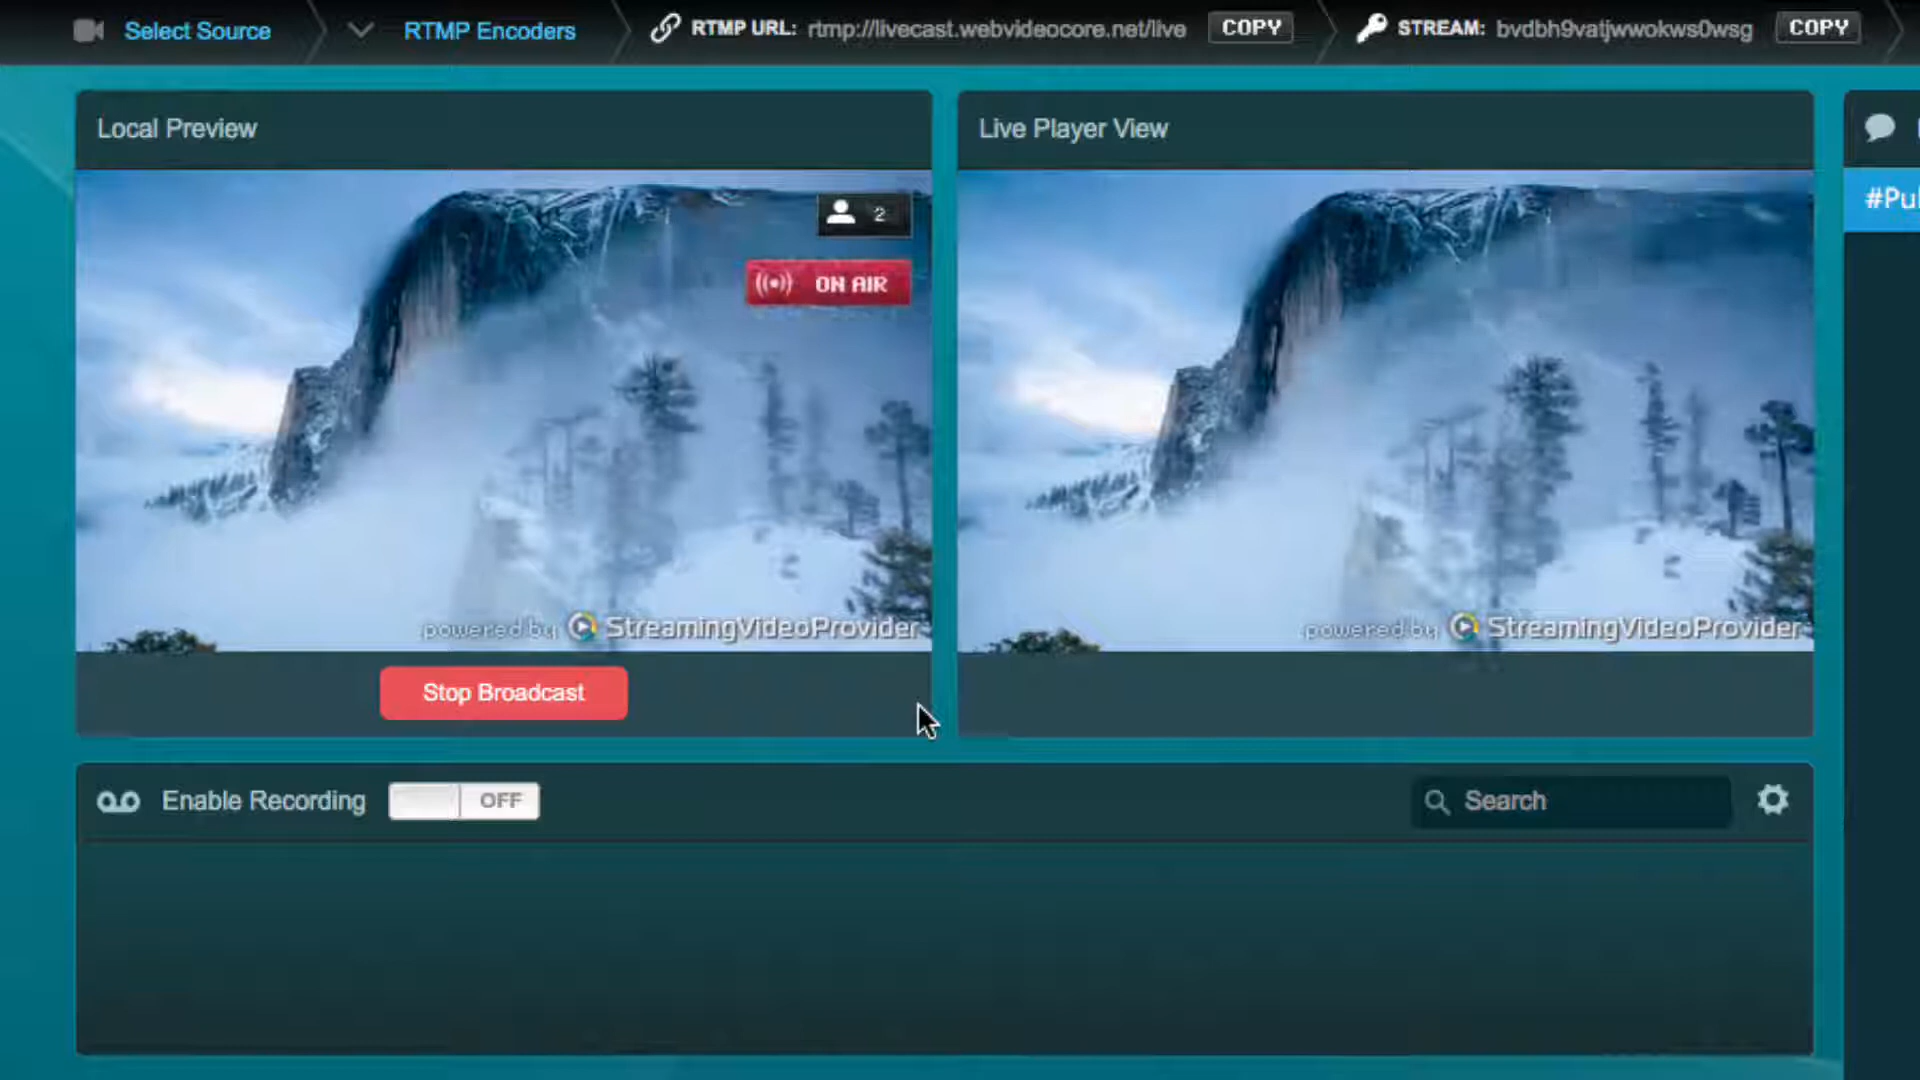 Select Source
RTMP Encoders
RTMP URL: rtmp://livecast.webvideocore.net/live
COPY
STREAM: bvdbh9vatjwwokws0wsg
COPY
Local Preview
Live Player View
2
#Pu
ON AIR
powered by StreamingVideoProvider
powered by StreamingVideoProvider
Stop Broadcast
Enable Recording
OFF
Search